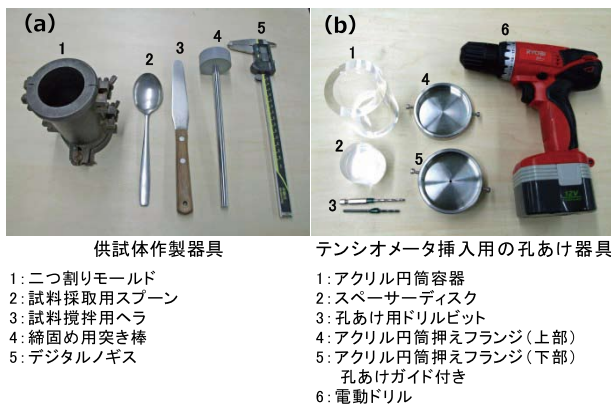 (a)
1
2
3
4
5
(b)
1
2
3
4
5
6
RYOBI
12V
供試体作製器具
1：二つ割りモールド
2：試料採取用スプーン
3：試料撹拌用ヘラ
4：締固め用突き棒
5：デジタルノギス
テンシオメータ挿入用の孔あけ器具
1：アクリル円筒容器
2：スペーサーディスク
3：孔あけ用ドリルビット
4：アクリル円筒押えフランジ（上部）
5：アクリル円筒押えフランジ（下部）
孔あけガイド付き
6：電動ドリル